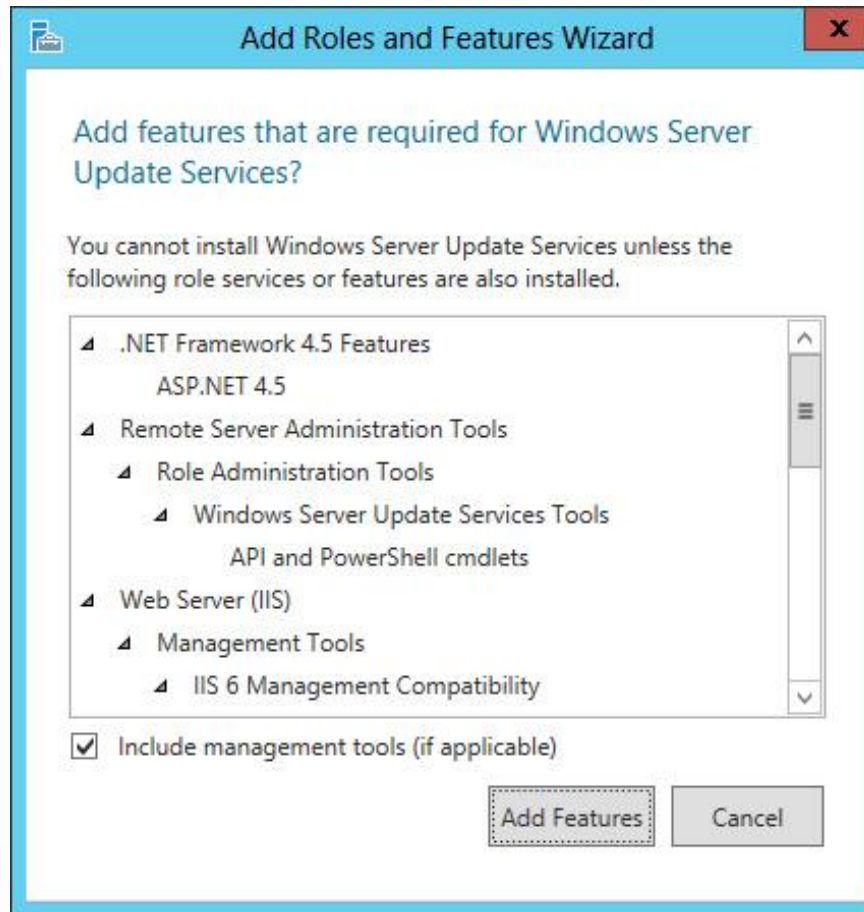 Add Roles and Features Wizard
x
Add features that are required for Windows Server
Update Services?
You cannot install Windows Server Update Services unless the
following role services or features are also installed.
.NET Framework 4.5 Features
ASP.NET 4.5
Remote Server Administration Tools
Role Administration Tools
Windows Server Update Services Tools
API and PowerShell cmdlets
Web Server (IIS)
Management Tools
IIS 6 Management Compatibility
Include management tools (if applicable)
Add Features
Cancel